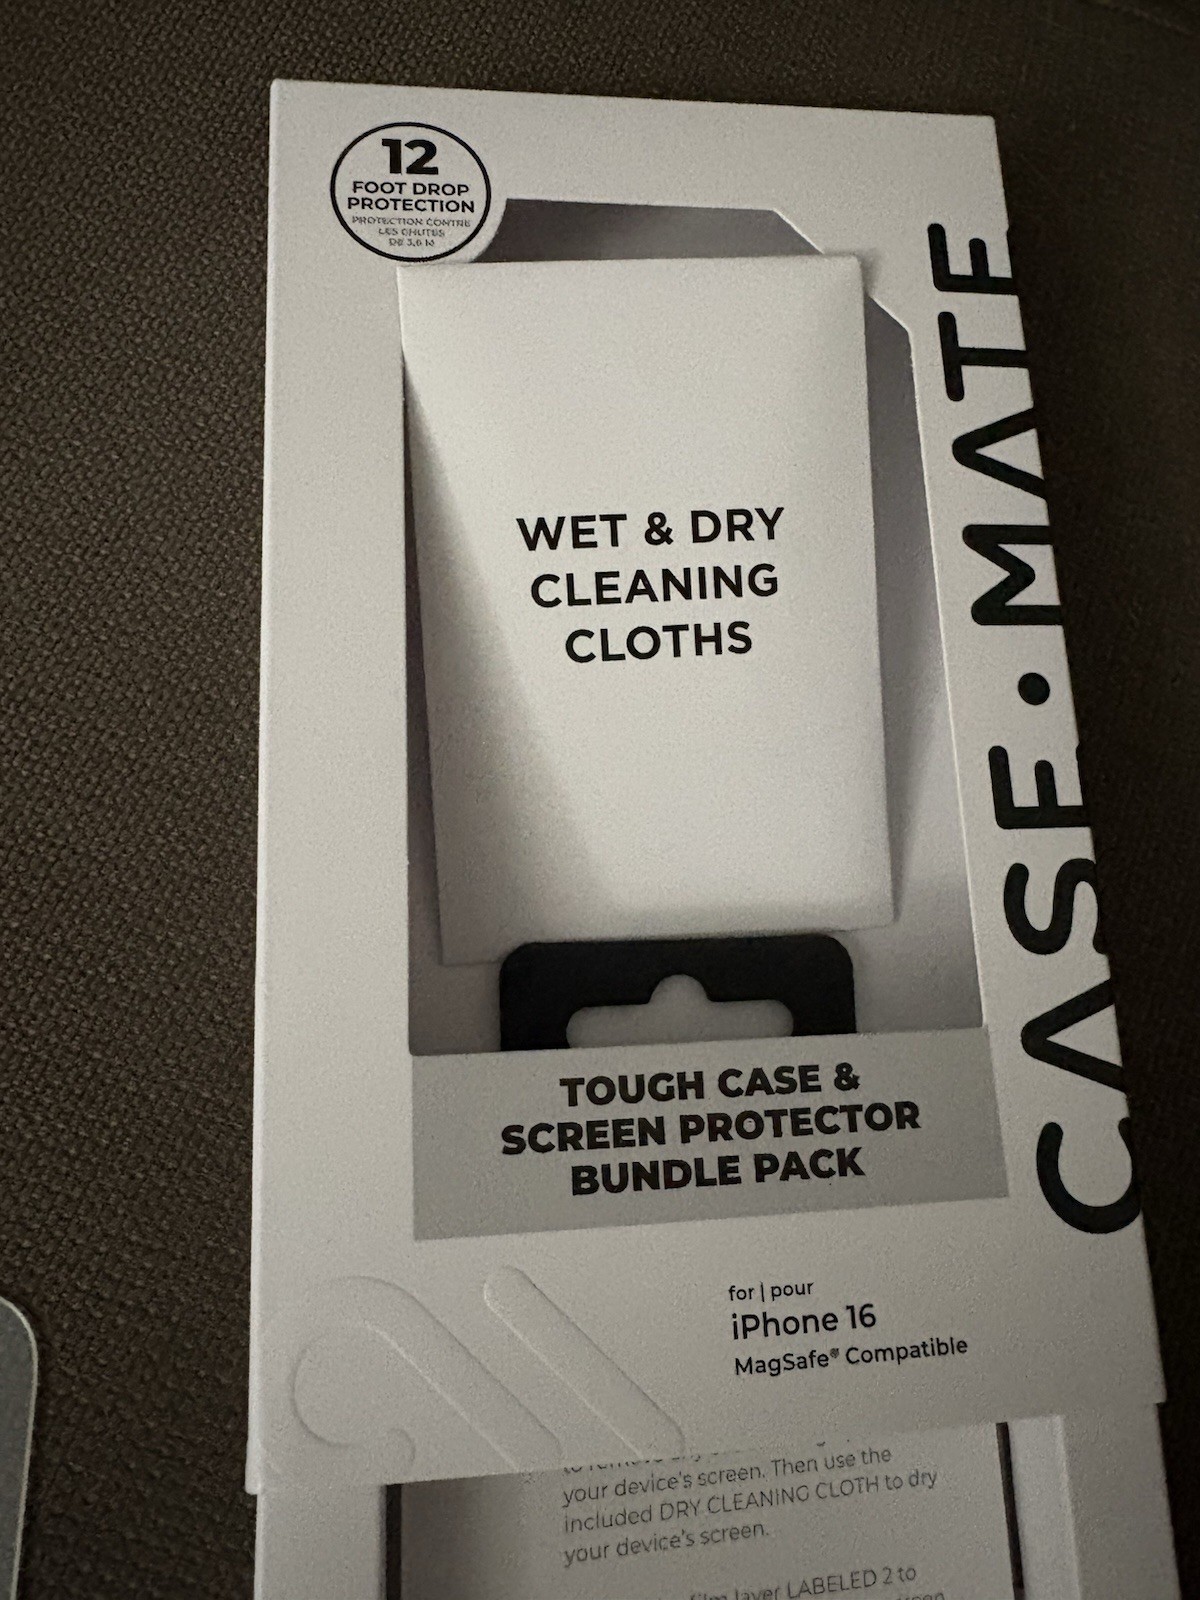 12
FOOT DROP
PROTECTION
PROTECTION CONTRE
LES CHUTES
DE 3,6 M
CASE•MATE
WET & DRY
CLEANING
CLOTHS
TOUGH CASE &
SCREEN PROTECTOR
BUNDLE PACK
for | pour
iPhone 16
MagSafe® Compatible
your device's screen. Then use the
included DRY CLEANING CLOTH to dry
your device's screen.
film layer LABELED 2 to